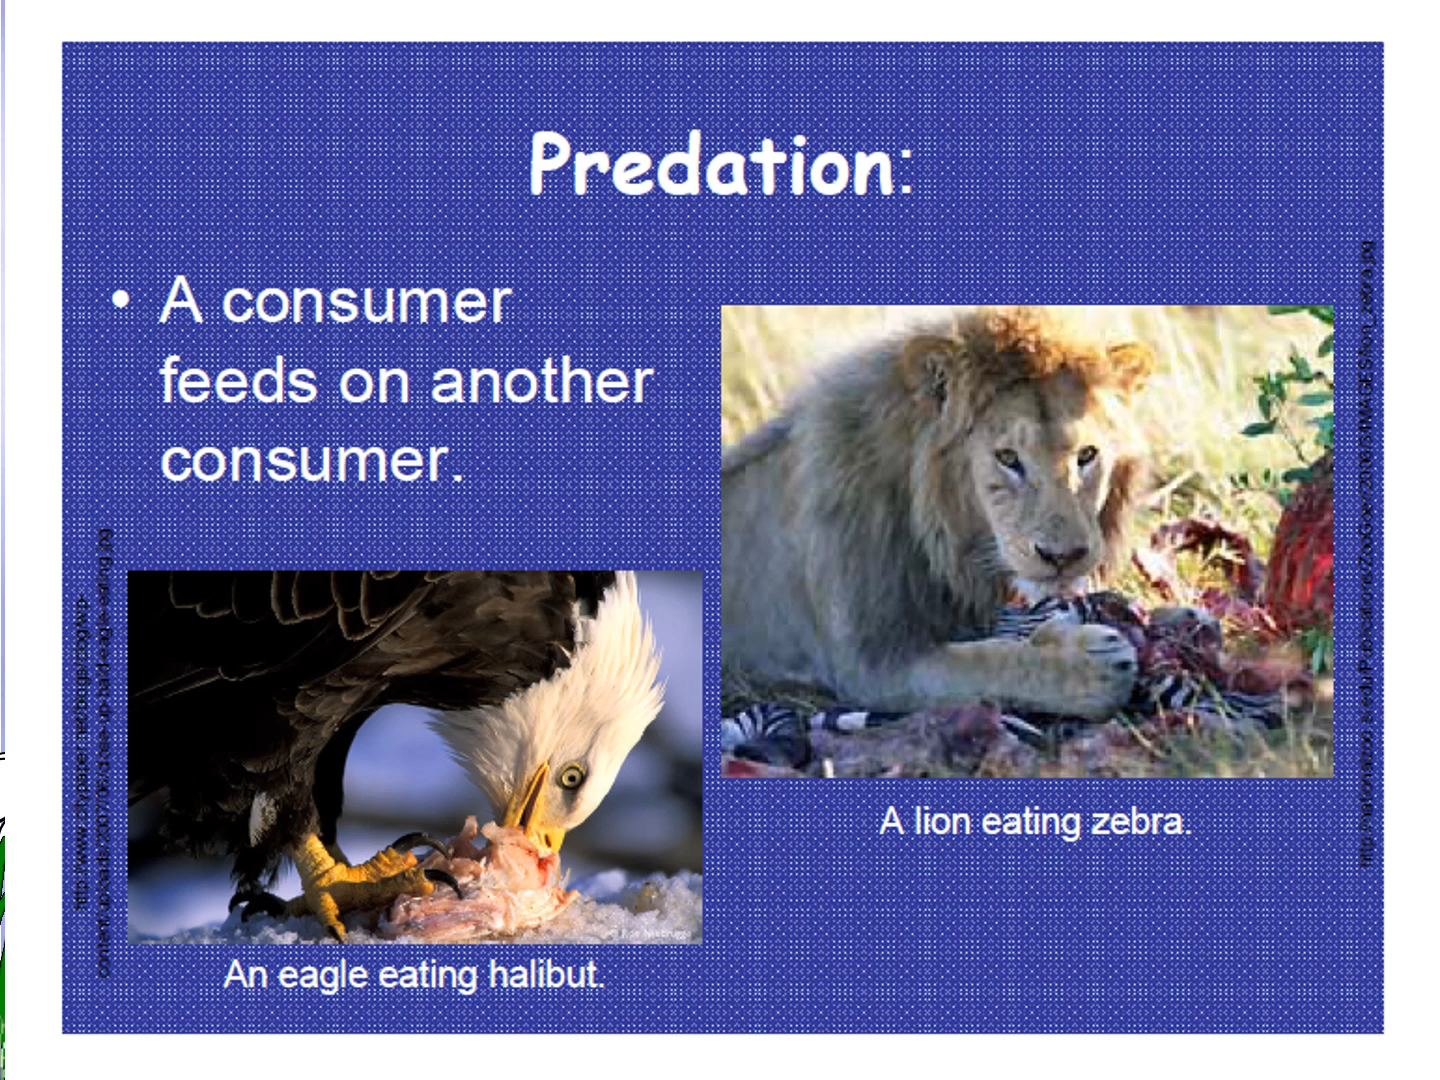 Predation:
• A consumer
feeds on another
consumer.
A lion eating zebra.
An eagle eating halibut.